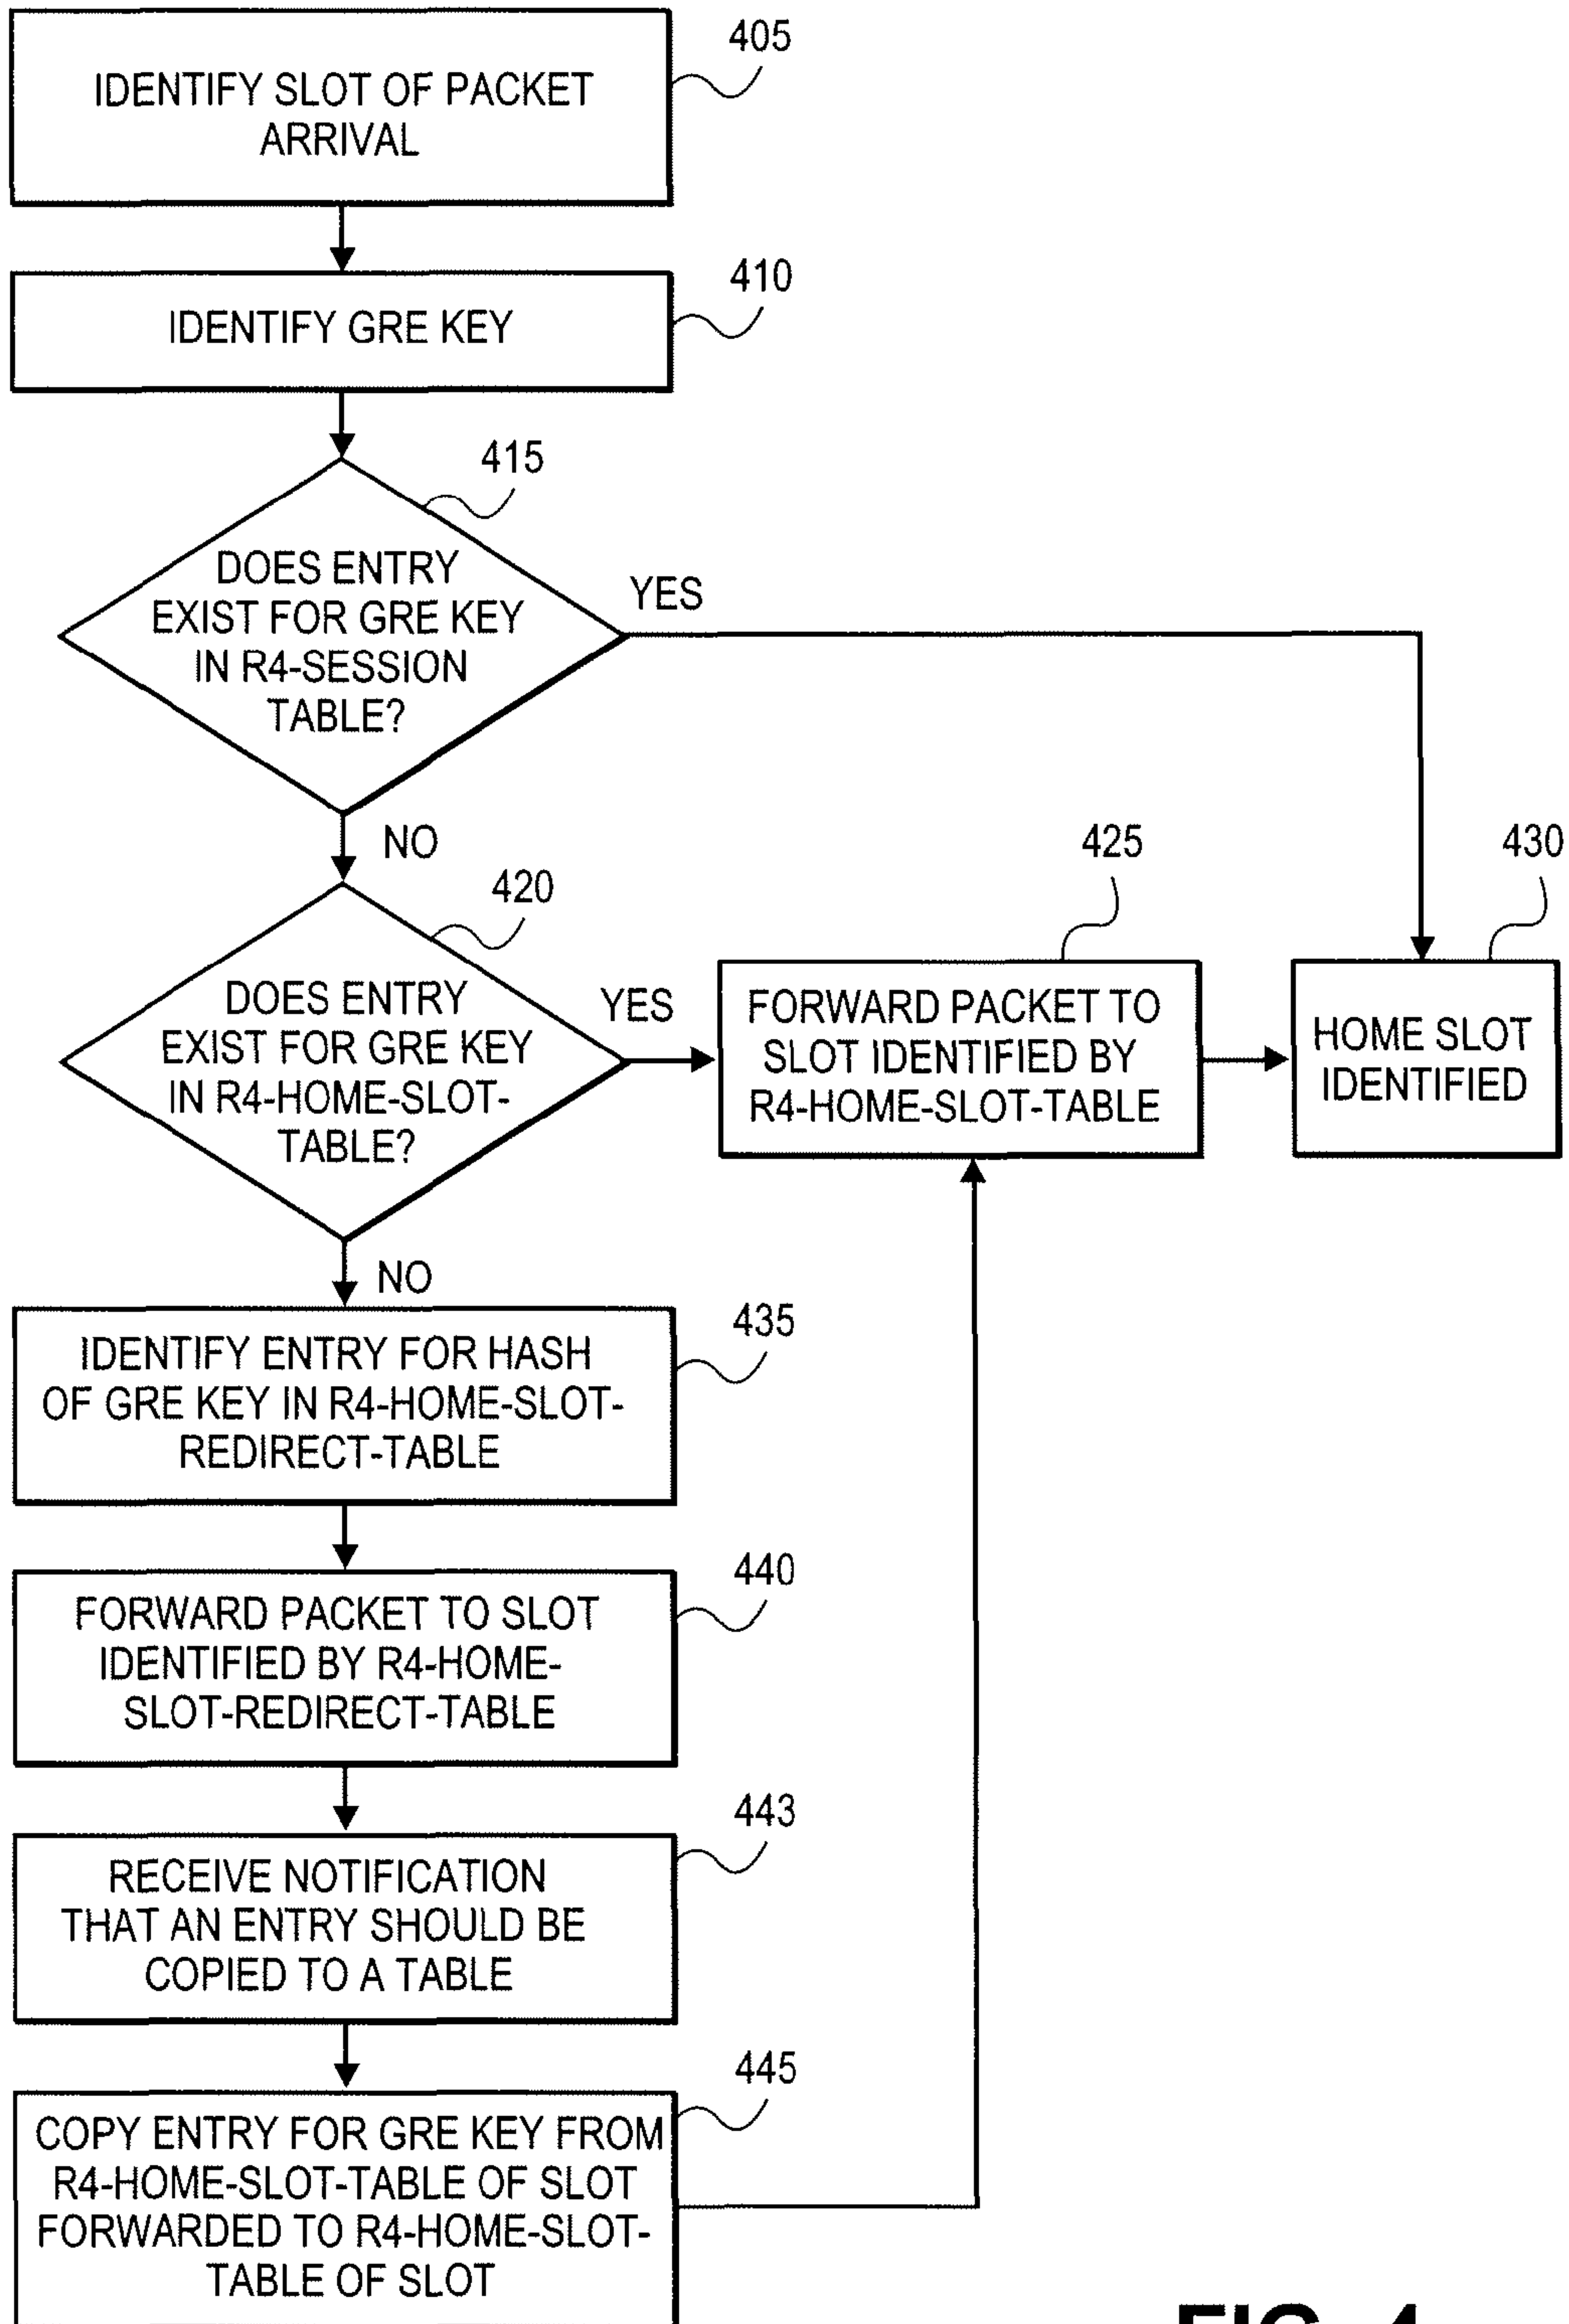 405
IDENTIFY SLOT OF PACKET
ARRIVAL
410
IDENTIFY GRE KEY
415
DOES ENTRY
EXIST FOR GRE KEY
IN R4-SESSION
TABLE?
YES
NO
420
DOES ENTRY
EXIST FOR GRE KEY
IN R4-HOME-SLOT-
TABLE?
YES
425
FORWARD PACKET TO
SLOT IDENTIFIED BY
R4-HOME-SLOT-TABLE
430
HOME SLOT
IDENTIFIED
NO
435
IDENTIFY ENTRY FOR HASH
OF GRE KEY IN R4-HOME-SLOT-
REDIRECT-TABLE
440
FORWARD PACKET TO SLOT
IDENTIFIED BY R4-HOME-
SLOT-REDIRECT-TABLE
443
RECEIVE NOTIFICATION
THAT AN ENTRY SHOULD BE
COPIED TO A TABLE
445
COPY ENTRY FOR GRE KEY FROM
R4-HOME-SLOT-TABLE OF SLOT
FORWARDED TO R4-HOME-SLOT-
TABLE OF SLOT
FIG. 4